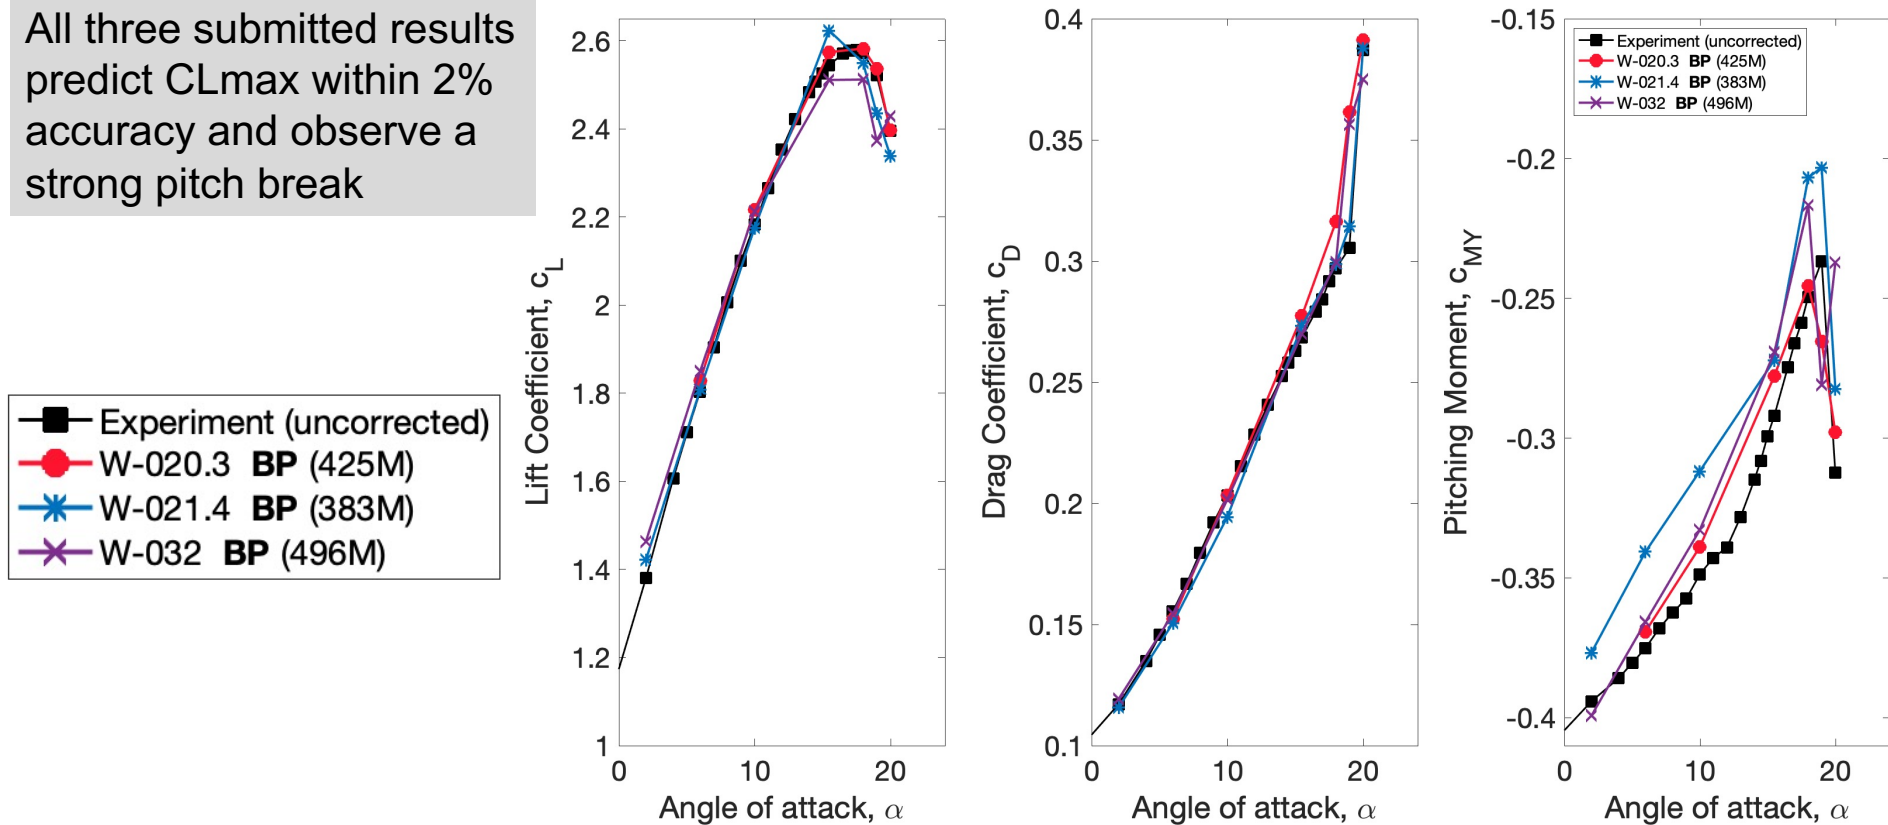 All three submitted results
predict CLmax within 2%
accuracy and observe a
strong pitch break
Experiment (uncorrected)
W-020.3 BP (425M)
W-021.4 BP (383M)
W-032 BP (496M)
Lift Coefficient, c_L
2.6
2.4
2.2
2
1.8
1.6
1.4
1.2
1
0 10 20
Angle of attack, α
Drag Coefficient, c_D
0.4
0.35
0.3
0.25
0.2
0.15
0.1
0 10 20
Angle of attack, α
Pitching Moment, c_MY
-0.15
-0.2
-0.25
-0.3
-0.35
-0.4
0 10 20
Angle of attack, α
Experiment (uncorrected)
W-020.3 BP (425M)
W-021.4 BP (383M)
W-032 BP (496M)